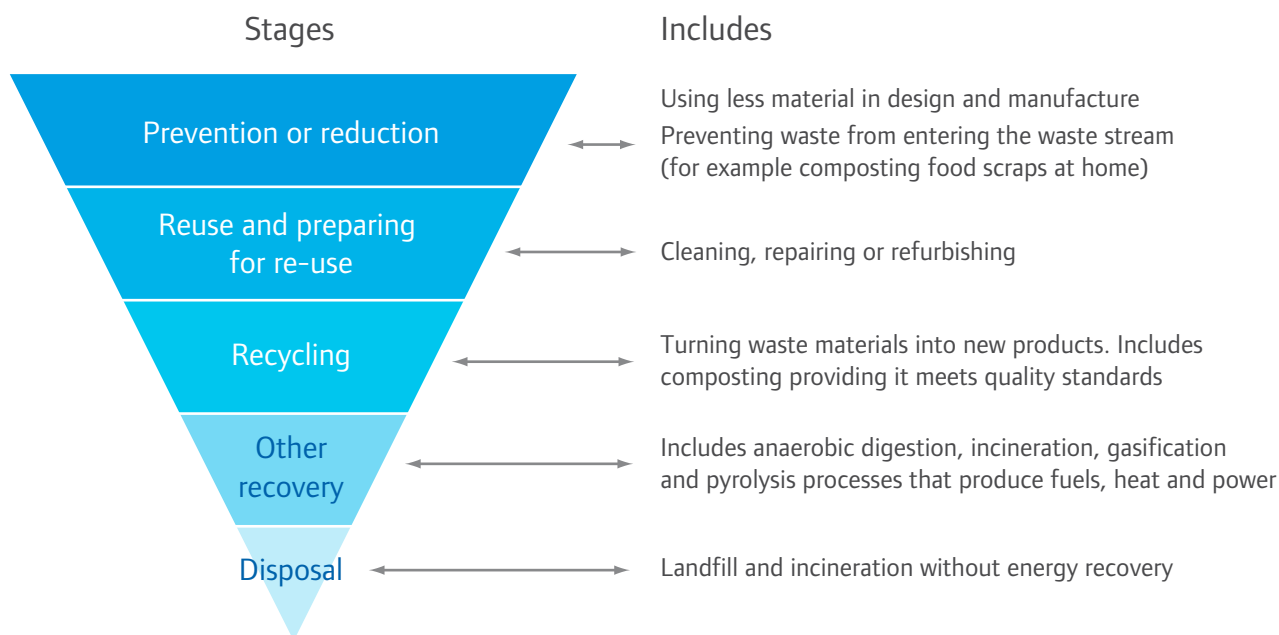 Stages
Includes
Prevention or reduction
Using less material in design and manufacture
Preventing waste from entering the waste stream
(for example composting food scraps at home)
Reuse and preparing
for re-use
Cleaning, repairing or refurbishing
Recycling
Turning waste materials into new products. Includes
composting providing it meets quality standards
Other
recovery
Includes anaerobic digestion, incineration, gasification
and pyrolysis processes that produce fuels, heat and power
Disposal
Landfill and incineration without energy recovery